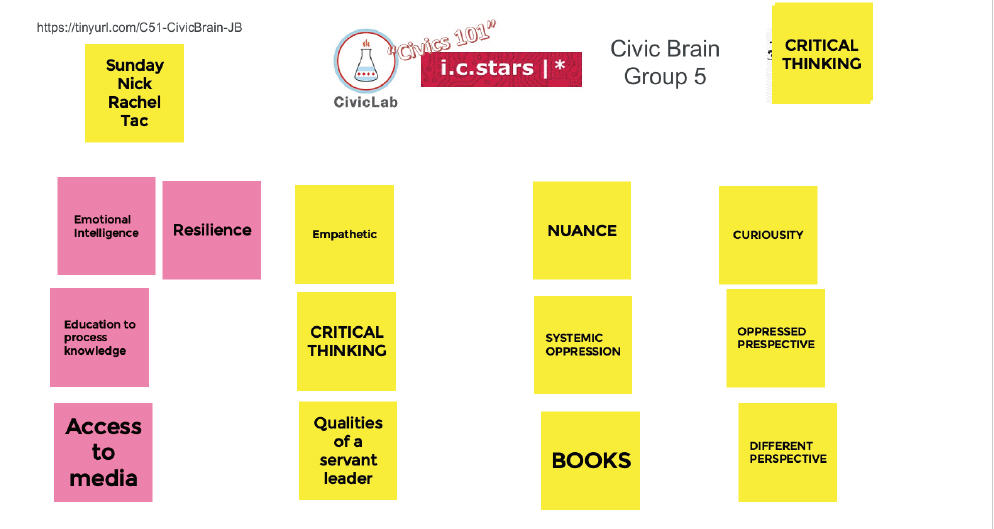 https://tinyurl.com/C51-CivicBrain-JB
Sunday
Nick
Rachel
Tac
"Civics 101"
i.c.stars |*
CivicLab
Civic Brain
Group 5
CRITICAL
THINKING
Emotional
Intelligence
Resilience
Empathetic
NUANCE
CURIOUSITY
Education to
process
knowledge
CRITICAL
THINKING
SYSTEMIC
OPPRESSION
OPPRESSED
PRESPECTIVE
Access
to
media
Qualities
of a
servant
leader
BOOKS
DIFFERENT
PERSPECTIVE